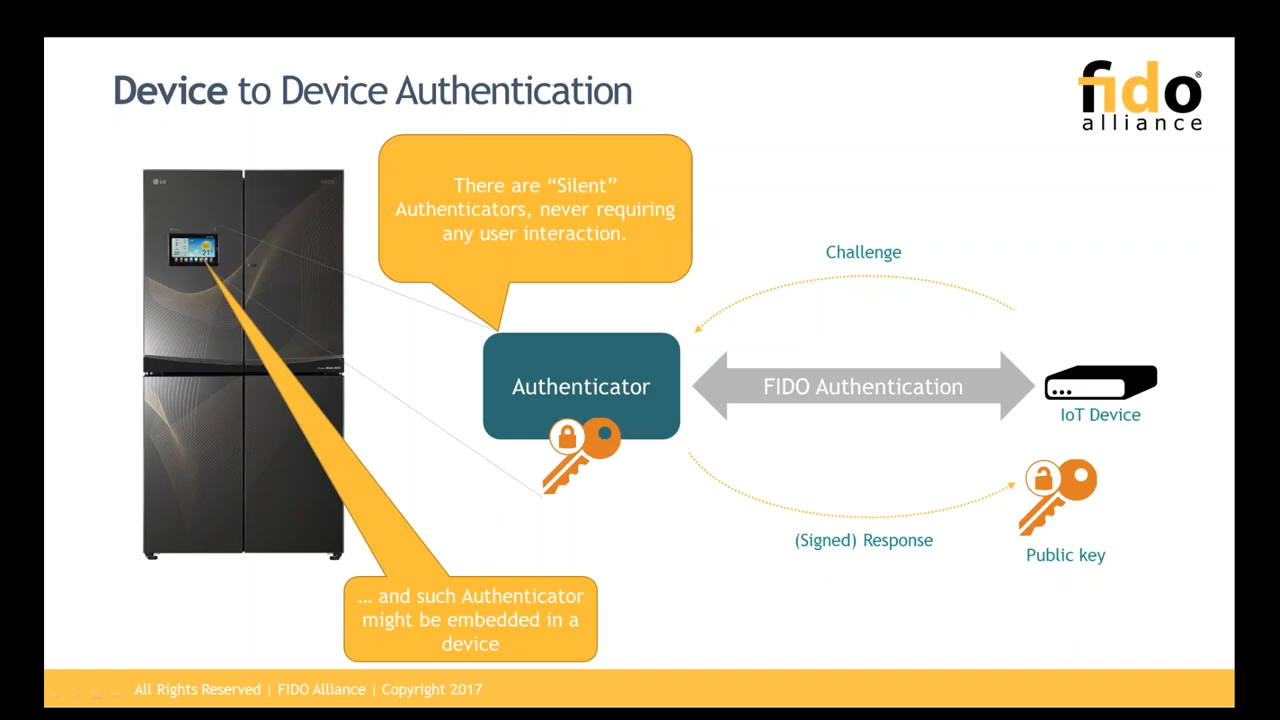 Device to Device Authentication
fido
alliance
There are “Silent”
Authenticators, never requiring
any user interaction.
LG
21
Challenge
Authenticator
FIDO Authentication
IoT Device
(Signed) Response
Public key
… and such Authenticator
might be embedded in a
device
All Rights Reserved | FIDO Alliance | Copyright 2017